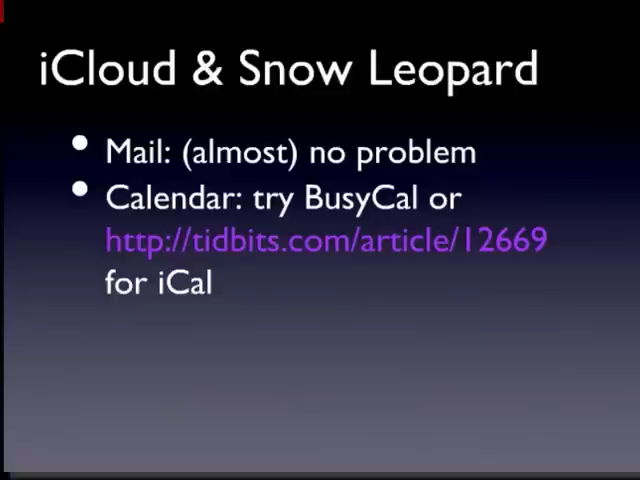 iCloud & Snow Leopard
• Mail: (almost) no problem
• Calendar: try BusyCal or
http://tidbits.com/article/12669
for iCal